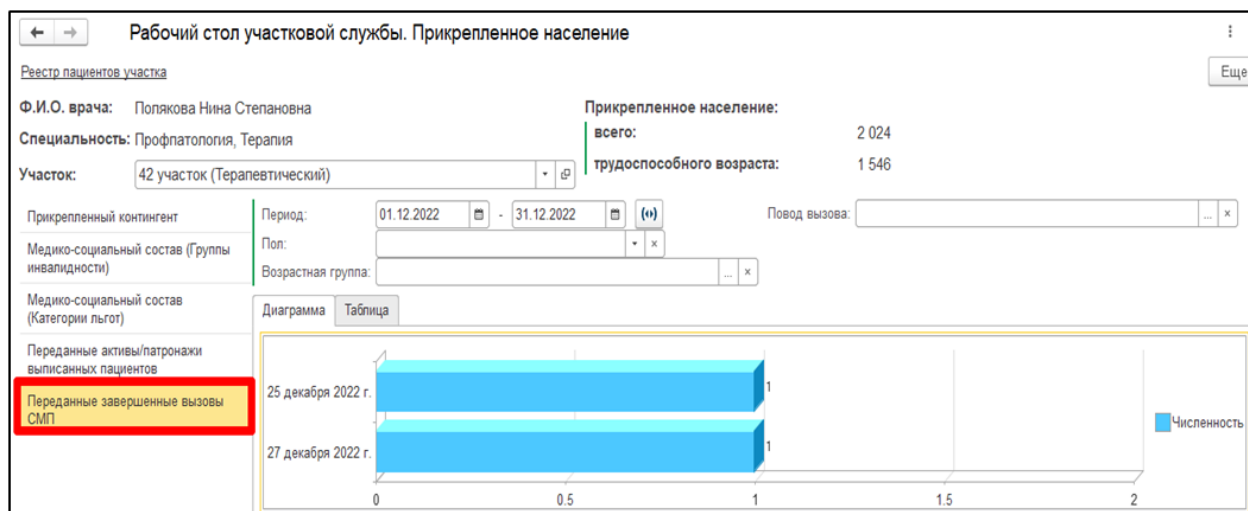 Рабочий стол участковой службы. Прикрепленное население
Реестр пациентов участка
Еще
Ф.И.О. врача: Полякова Нина Степановна
Прикрепленное население:
всего: 2 024
Специальность: Профпатология, Терапия
трудоспособного возраста: 1 546
Участок: 42 участок (Терапевтический)
Прикрепленный контингент
Медико-социальный состав (Группы
инвалидности)
Медико-социальный состав
(Категории льгот)
Переданные активы/патронажи
выписанных пациентов
Переданные завершенные вызовы
СМП
Период: 01.12.2022 - 31.12.2022
Повод вызова:
Пол:
Возрастная группа:
Диаграмма Таблица
25 декабря 2022 г. 1
27 декабря 2022 г. 1
Численность
0 0.5 1 1.5 2